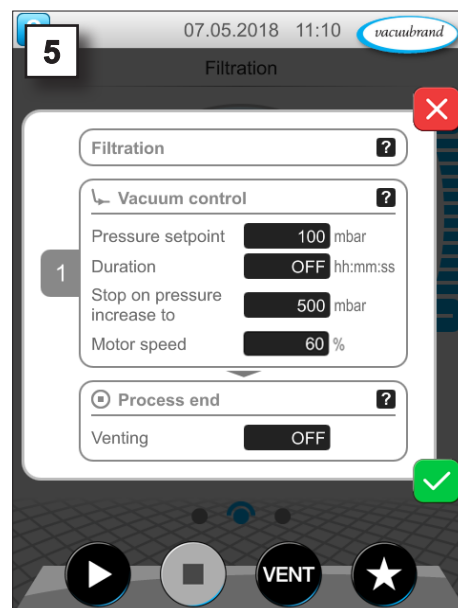 5
07.05.2018 11:10
vacuubrand
Filtration
Filtration ?
Vacuum control ?
1
Pressure setpoint 100 mbar
Duration OFF hh:mm:ss
Stop on pressure
increase to 500 mbar
Motor speed 60 %
Process end ?
Venting OFF
VENT